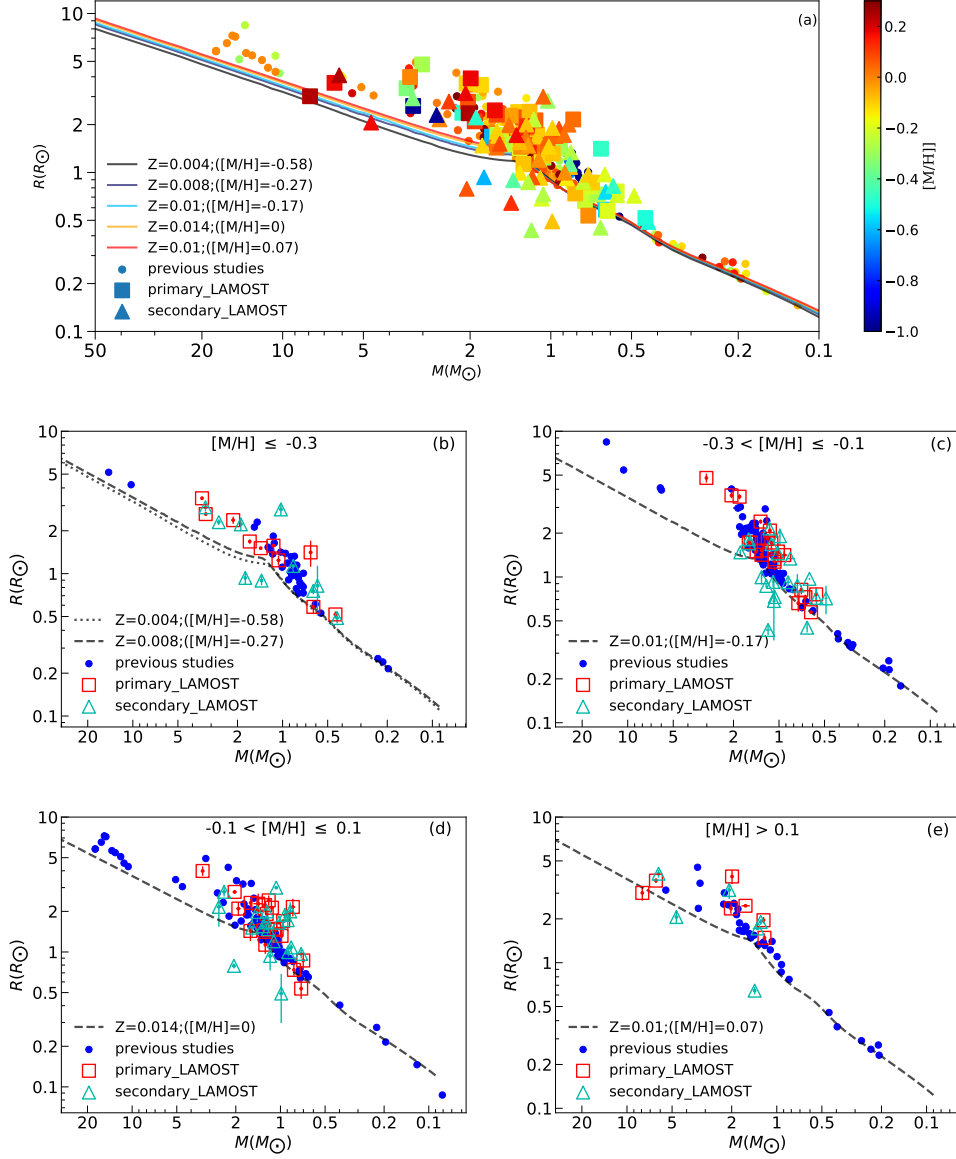 (a)
10
5
2
1
0.5
0.2
0.1
R(R⨀)
Z=0.004;([M/H]=-0.58)
Z=0.008;([M/H]=-0.27)
Z=0.01;([M/H]=-0.17)
Z=0.014;([M/H]=0)
Z=0.01;([M/H]=0.07)
previous studies
primary_LAMOST
secondary_LAMOST
50 20 10 5 2 1 0.5 0.2 0.1
M(M⨀)
0.2
0.0
−0.2
−0.4
−0.6
−0.8
−1.0
[M/H]]
[M/H] ≤ -0.3 (b)
10
5
2
1
0.5
0.2
0.1
R(R⨀)
Z=0.004;([M/H]=-0.58)
Z=0.008;([M/H]=-0.27)
previous studies
primary_LAMOST
secondary_LAMOST
20 10 5 2 1 0.5 0.2 0.1
M(M⨀)
-0.3 < [M/H] ≤ -0.1 (c)
10
5
2
1
0.5
0.2
0.1
R(R⨀)
Z=0.01;([M/H]=-0.17)
previous studies
primary_LAMOST
secondary_LAMOST
20 10 5 2 1 0.5 0.2 0.1
M(M⨀)
-0.1 < [M/H] ≤ 0.1 (d)
10
5
2
1
0.5
0.2
0.1
R(R⨀)
Z=0.014;([M/H]=0)
previous studies
primary_LAMOST
secondary_LAMOST
20 10 5 2 1 0.5 0.2 0.1
M(M⨀)
[M/H] > 0.1 (e)
10
5
2
1
0.5
0.2
0.1
R(R⨀)
Z=0.01;([M/H]=0.07)
previous studies
primary_LAMOST
secondary_LAMOST
20 10 5 2 1 0.5 0.2 0.1
M(M⨀)